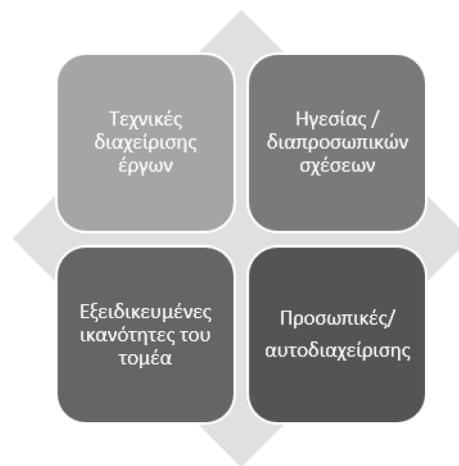 Τεχνικές
διαχείρισης
έργων
Ηγεσίας /
διαπροσωπικών
σχέσεων
Εξειδικευμένες
ικανότητες του
τομέα
Προσωπικές/
αυτοδιαχείρισης